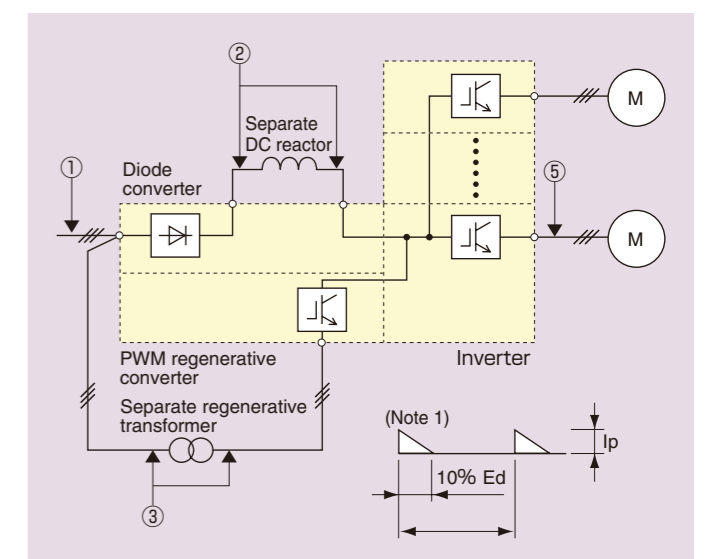 ②
Separate
DC reactor
M
①
Diode
converter
⑤
M
PWM regenerative
converter
Inverter
Separate regenerative
transformer
(Note 1)
Ip
10% Ed
③